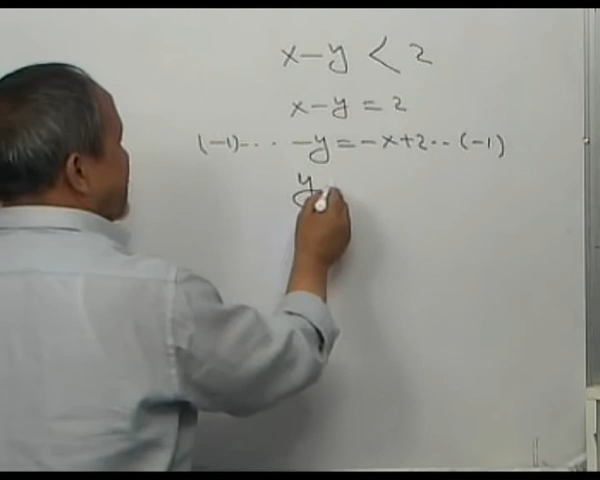 x-y < 2
x-y = 2
(-1)... -y=-x+2..(-1)
y